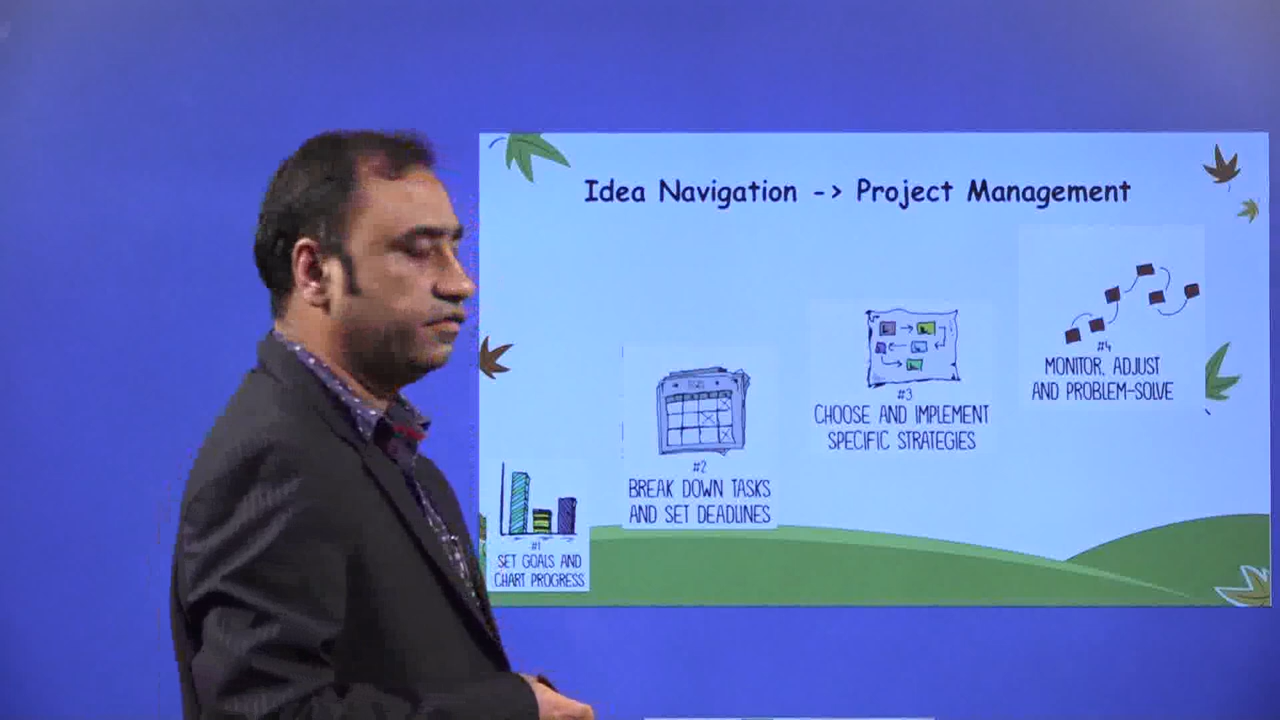 Idea Navigation -> Project Management
#1
SET GOALS AND
CHART PROGRESS
#2
BREAK DOWN TASKS
AND SET DEADLINES
#3
CHOOSE AND IMPLEMENT
SPECIFIC STRATEGIES
#4
MONITOR, ADJUST
AND PROBLEM-SOLVE